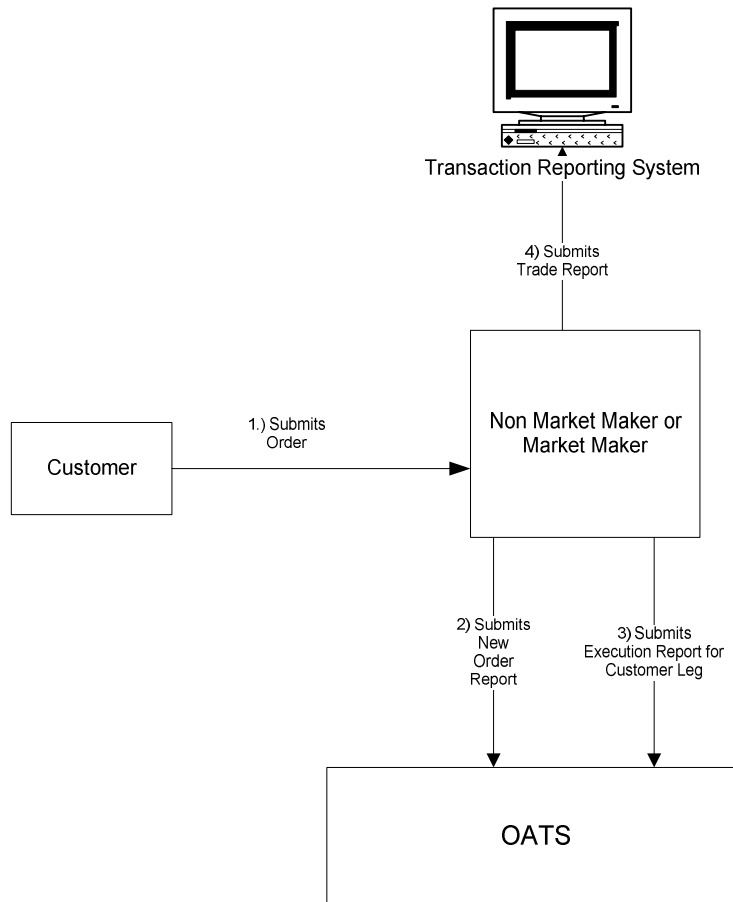 Transaction Reporting System
4) Submits
Trade Report
Non Market Maker or
Market Maker
1.) Submits
Order
Customer
2) Submits
New
Order
Report
3) Submits
Execution Report for
Customer Leg
OATS